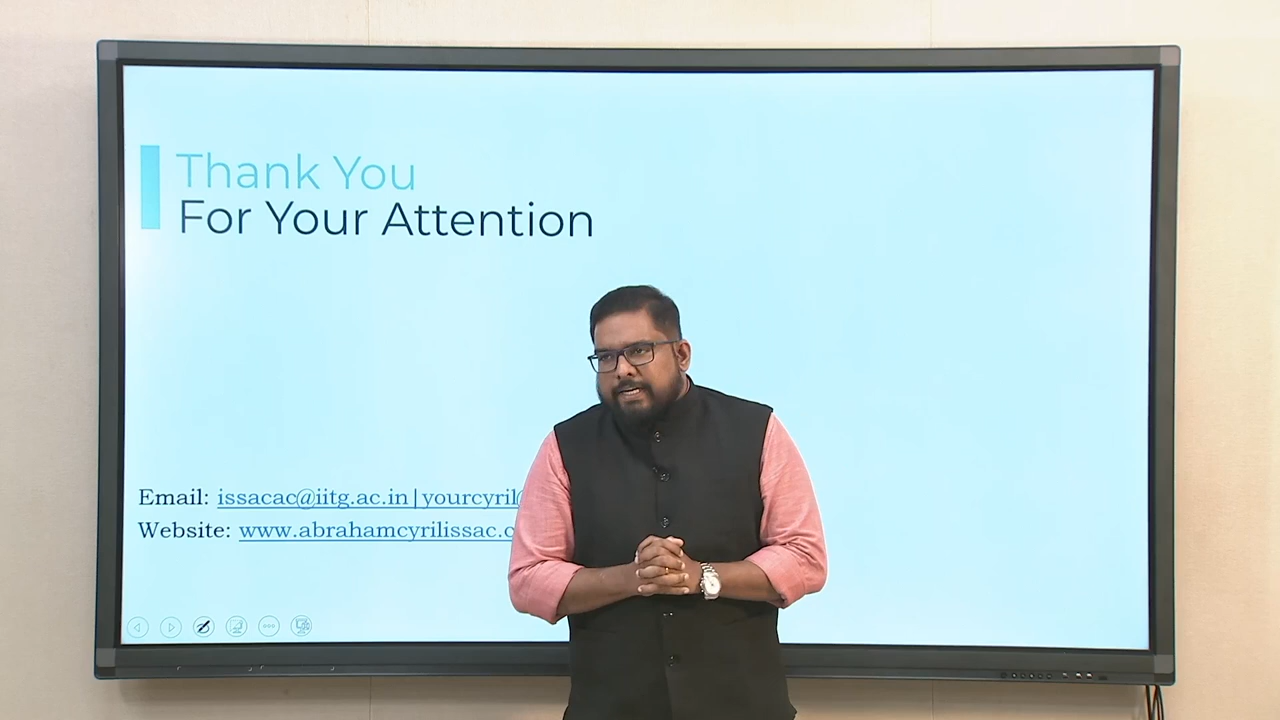 Thank You
For Your Attention
Email: issacac@iitg.ac.in|yourcyril@
Website: www.abrahamcyrilissac.c